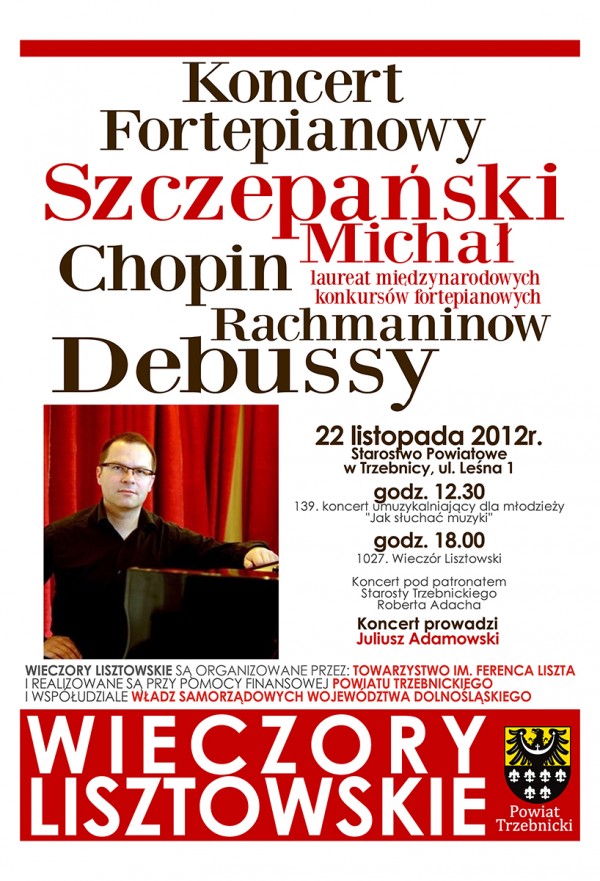 Koncert
Fortepianowy
Szczepański
Michał
laureat międzynarodowych
konkursów fortepianowych
Chopin
Rachmaninow
Debussy
22 listopada 2012r.
Starostwo Powiatowe
w Trzebnicy, ul. Leśna 1
godz. 12.30
139. koncert umuzykalniający dla młodzieży
"Jak słuchać muzyki"
godz. 18.00
1027. Wieczór Lisztowski
Koncert pod patronatem
Starosty Trzebnickiego
Roberta Adacha
Koncert prowadzi
Juliusz Adamowski
WIECZORY LISZTOWSKIE SĄ ORGANIZOWANE PRZEZ: TOWARZYSTWO IM. FERENCA LISZTA
I REALIZOWANE SĄ PRZY POMOCY FINANSOWEJ POWIATU TRZEBNICKIEGO
I WSPÓŁUDZIALE WŁADZ SAMORZĄDOWYCH WOJEWÓDZTWA DOLNOŚLĄSKIEGO
WIECZORY
LISZTOWSKIE
Powiat
Trzebnicki